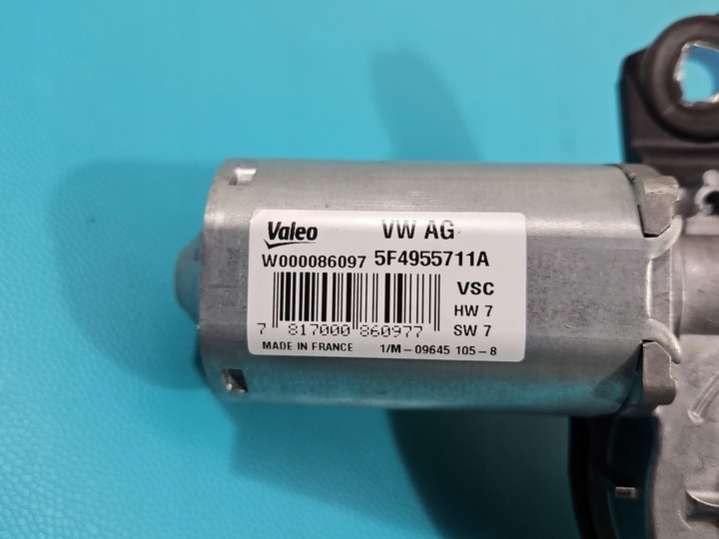 Valeo VW AG
W000086097 5F4955711A
VSC
HW 7
7 817000 860977 SW 7
MADE IN FRANCE 1/M-09645 105-8